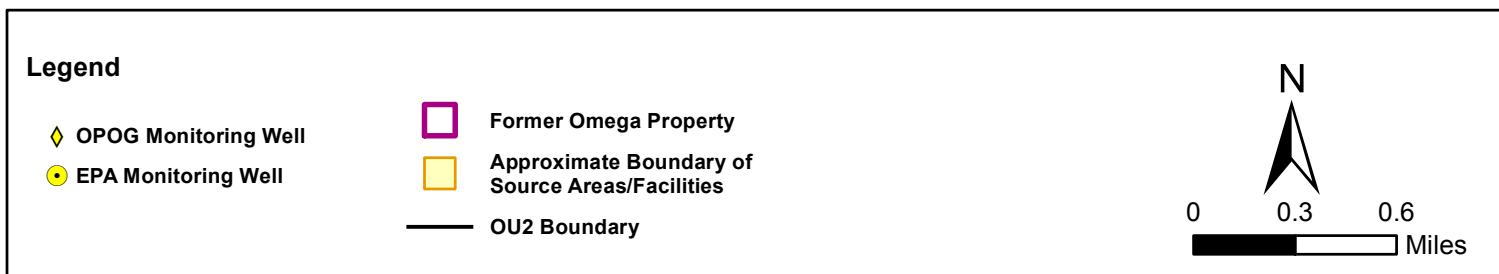 Legend
OPOG Monitoring Well
EPA Monitoring Well
Former Omega Property
Approximate Boundary of
Source Areas/Facilities
OU2 Boundary
N
0 0.3 0.6
Miles